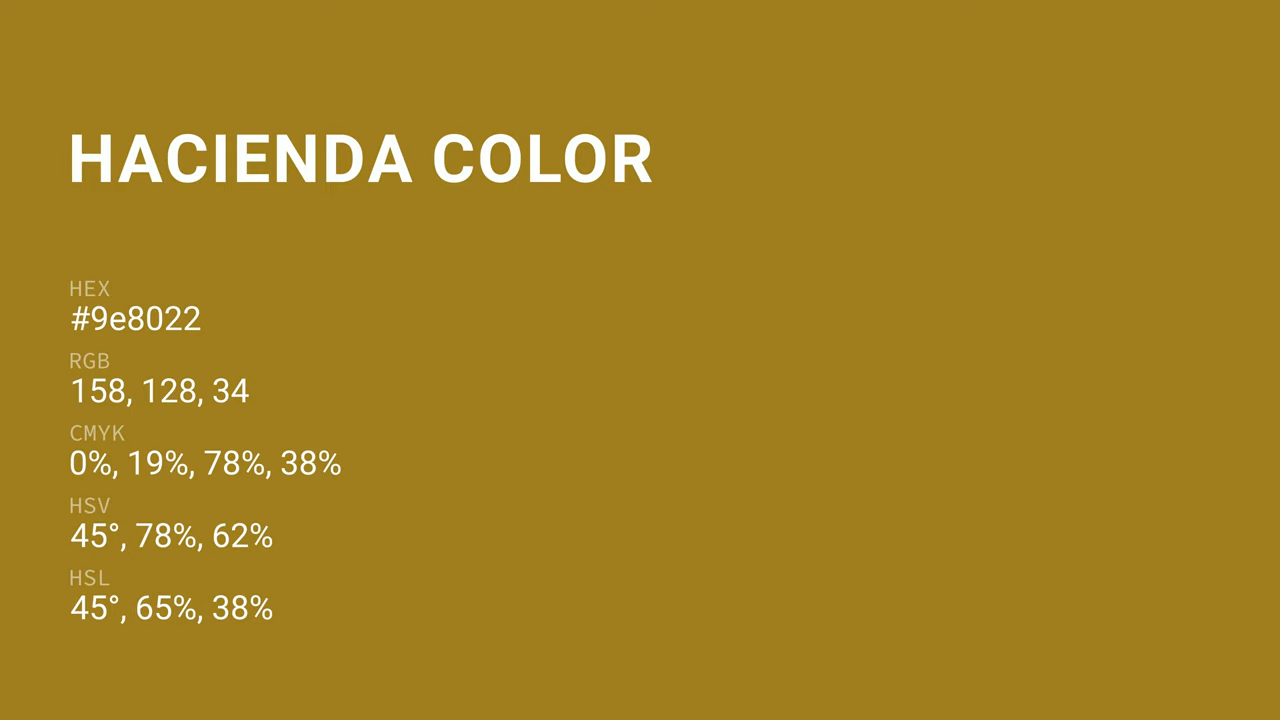 HACIENDA COLOR
HEX
#9e8022
RGB
158, 128, 34
CMYK
0%, 19%, 78%, 38%
HSV
45°, 78%, 62%
HSL
45°, 65%, 38%